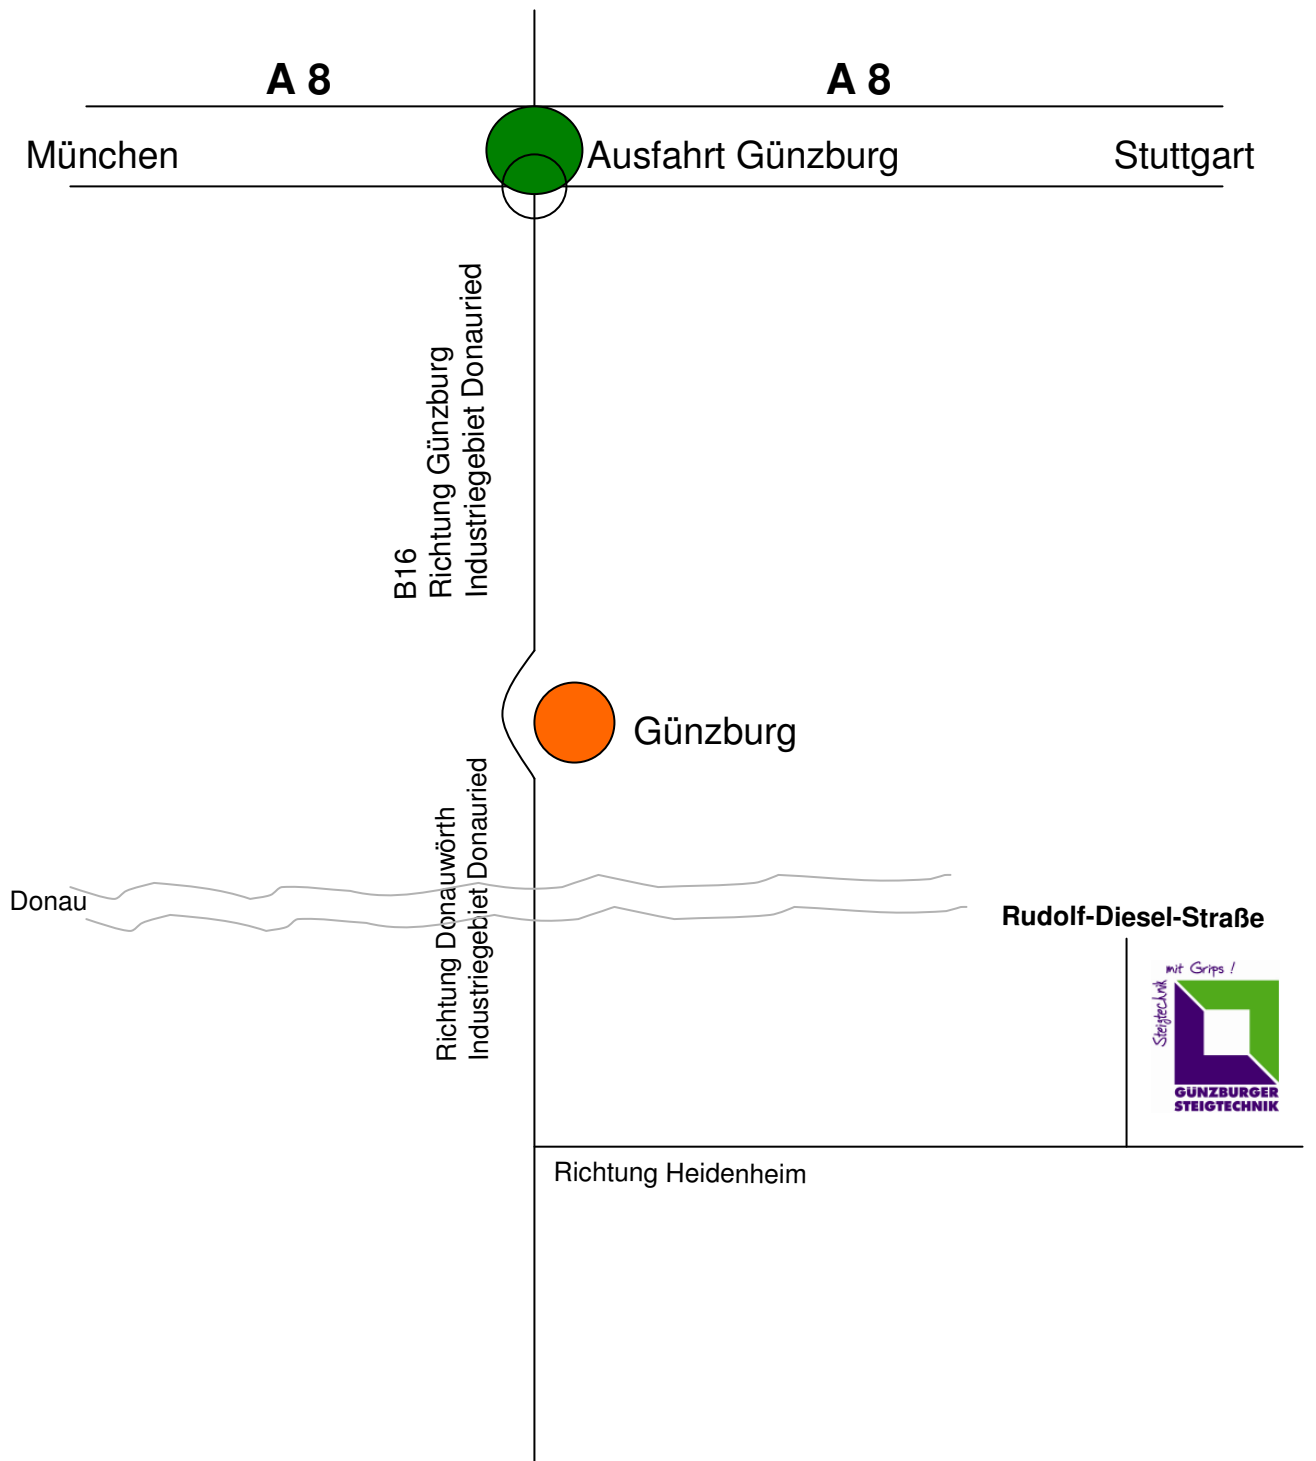 A 8
A 8
München
Ausfahrt Günzburg
Stuttgart
B16
Richtung Günzburg
Industriegebiet Donauried
Günzburg
Richtung Donauwörth
Industriegebiet Donauried
Donau
Rudolf-Diesel-Straße
mit Grips !
Steigtechnik
GÜNZBURGER
STEIGTECHNIK
Richtung Heidenheim